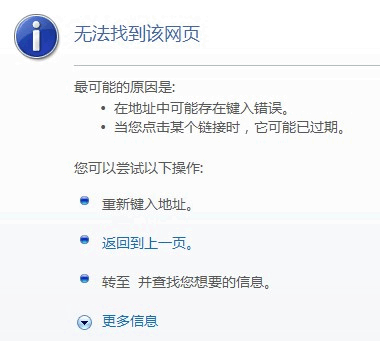 无法找到该网页
最可能的原因是:
• 在地址中可能存在键入错误。
• 当您点击某个链接时，它可能已过期。
您可以尝试以下操作:
重新键入地址。
返回到上一页。
转至 并查找您想要的信息。
更多信息